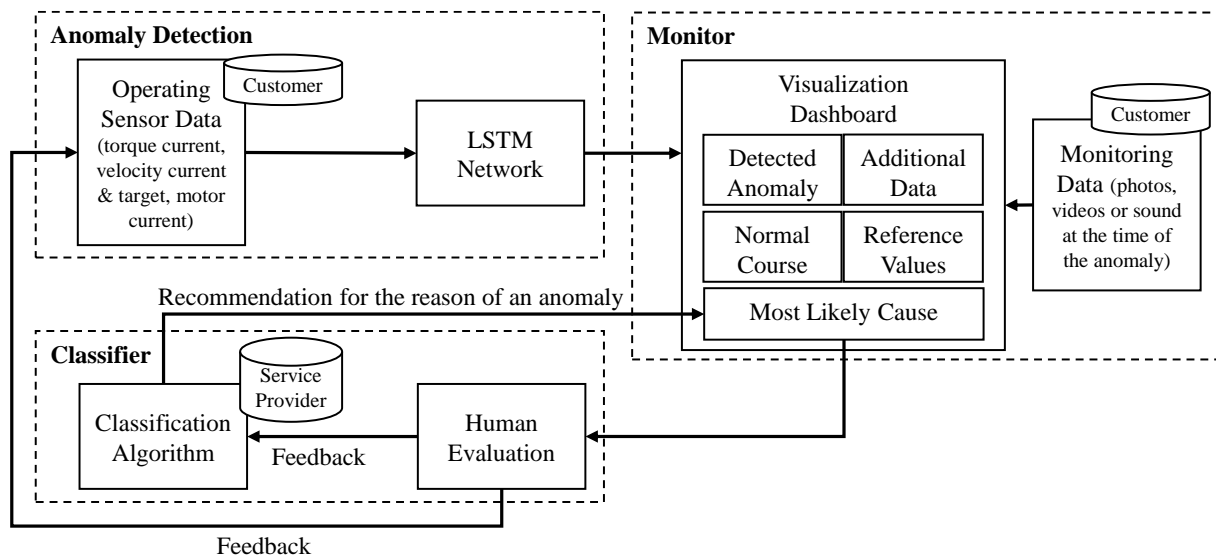 Anomaly Detection
Operating
Sensor Data
(torque current,
velocity current
& target, motor
current)
Customer
LSTM
Network
Monitor
Visualization
Dashboard
Detected
Anomaly
Additional
Data
Normal
Course
Reference
Values
Most Likely Cause
Customer
Monitoring
Data (photos,
videos or sound
at the time of
the anomaly)
Recommendation for the reason of an anomaly
Classifier
Service
Provider
Classification
Algorithm
Feedback
Human
Evaluation
Feedback